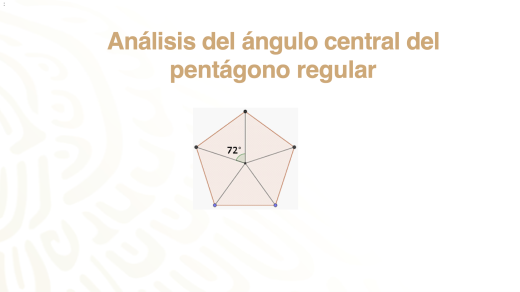 Análisis del ángulo central del
pentágono regular
72°